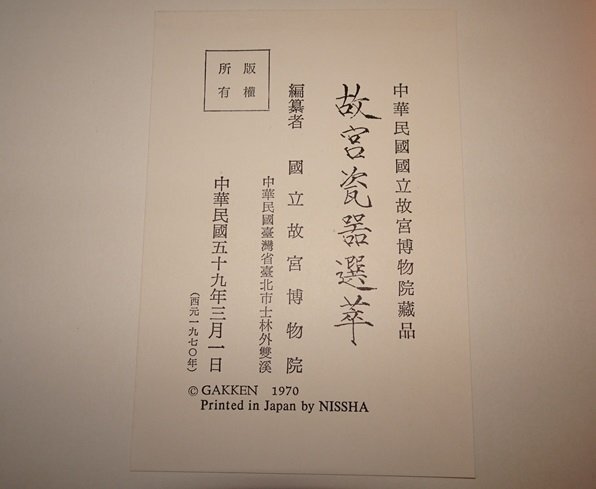 中華民國國立故宮博物院藏品
故宮瓷器選萃
編纂者 國立故宮博物院
中華民國臺灣省臺北市士林外雙溪
中華民國五十九年三月一日
(西元一九七〇年)
版權
所有
© GAKKEN 1970
Printed in Japan by NISSHA